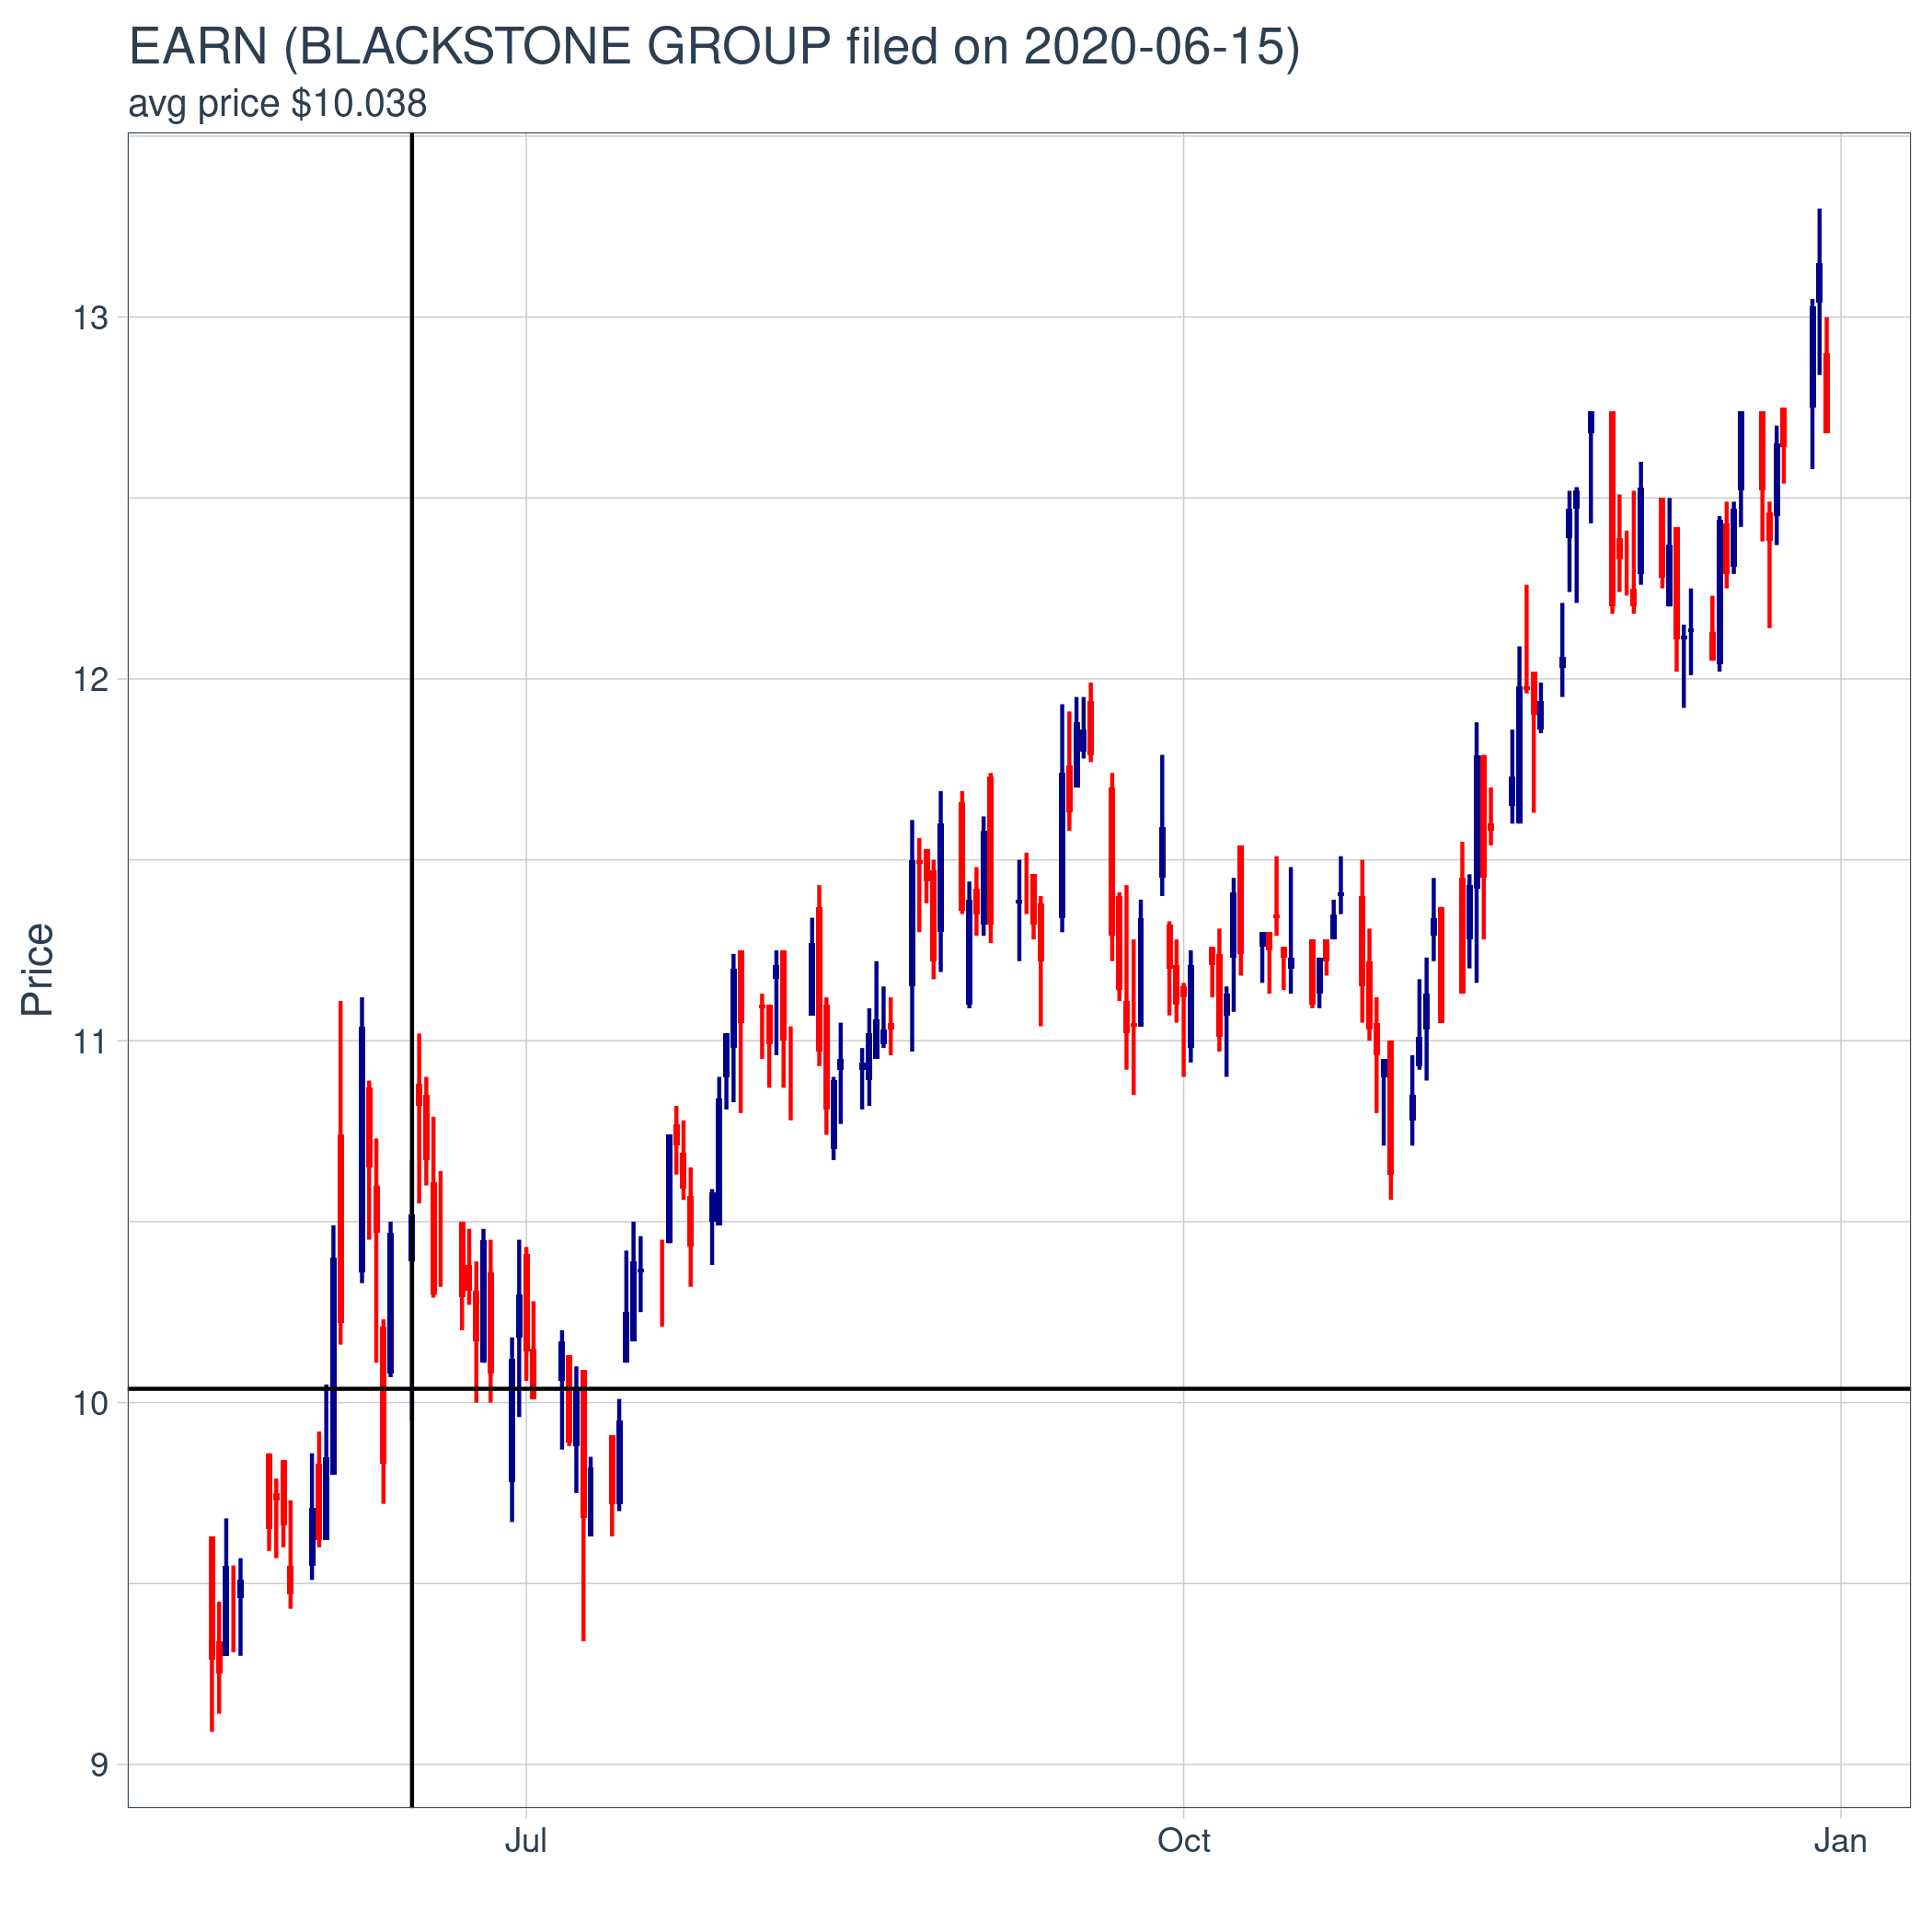 EARN (BLACKSTONE GROUP filed on 2020-06-15)
avg price $10.038
Price
13
12
11
10
9
Jul Oct Jan